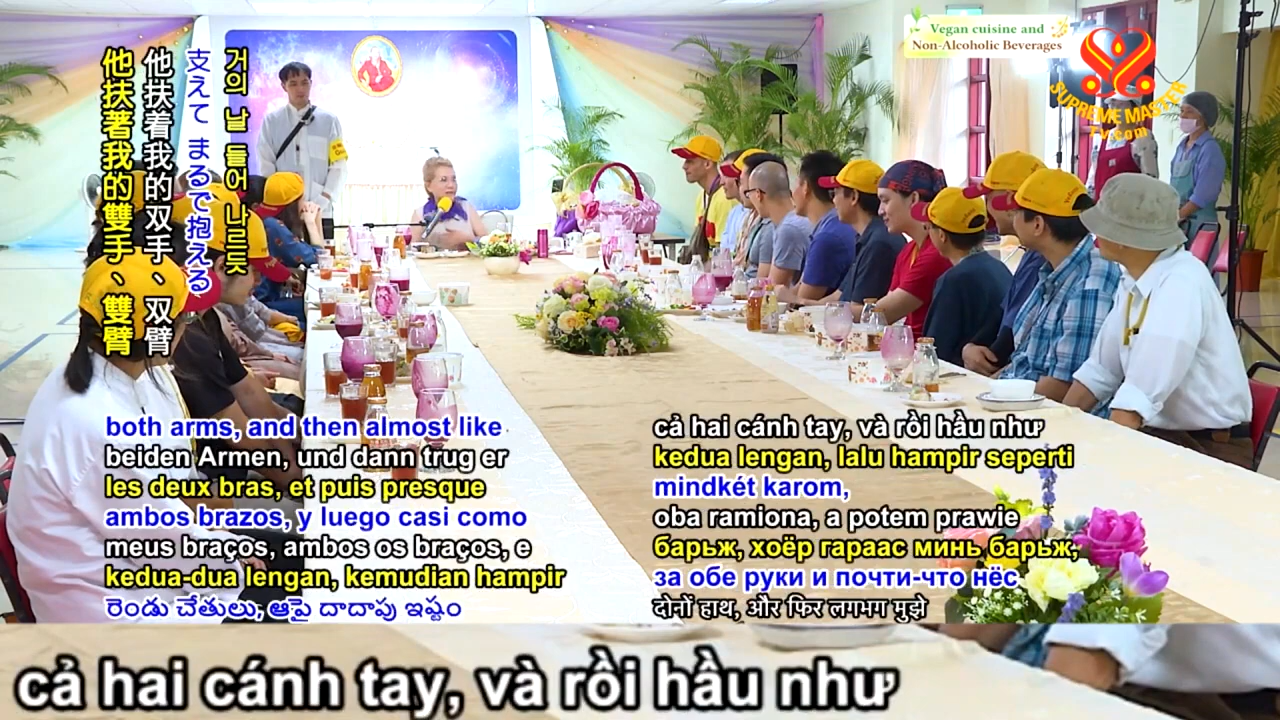 Vegan cuisine and
Non-Alcoholic Beverages
SUPREME MASTER
TV.com
거의 날 들어 나르듯
支えて まるで抱える
他扶着我的双手、双臂
他扶著我的雙手、雙臂
both arms, and then almost like
beiden Armen, und dann trug er
les deux bras, et puis presque
ambos brazos, y luego casi como
meus braços, ambos os braços, e
kedua-dua lengan, kemudian hampir
రెండు చేతులు, ఆపై దాదాపు ఇష్టం
cả hai cánh tay, và rồi hầu như
kedua lengan, lalu hampir seperti
mindkét karom,
oba ramiona, a potem prawie
барьж, хоёр гараас минь барьж,
за обе руки и почти-что нёс
दोनों हाथ, और फिर लगभग मुझे
cả hai cánh tay, và rồi hầu như